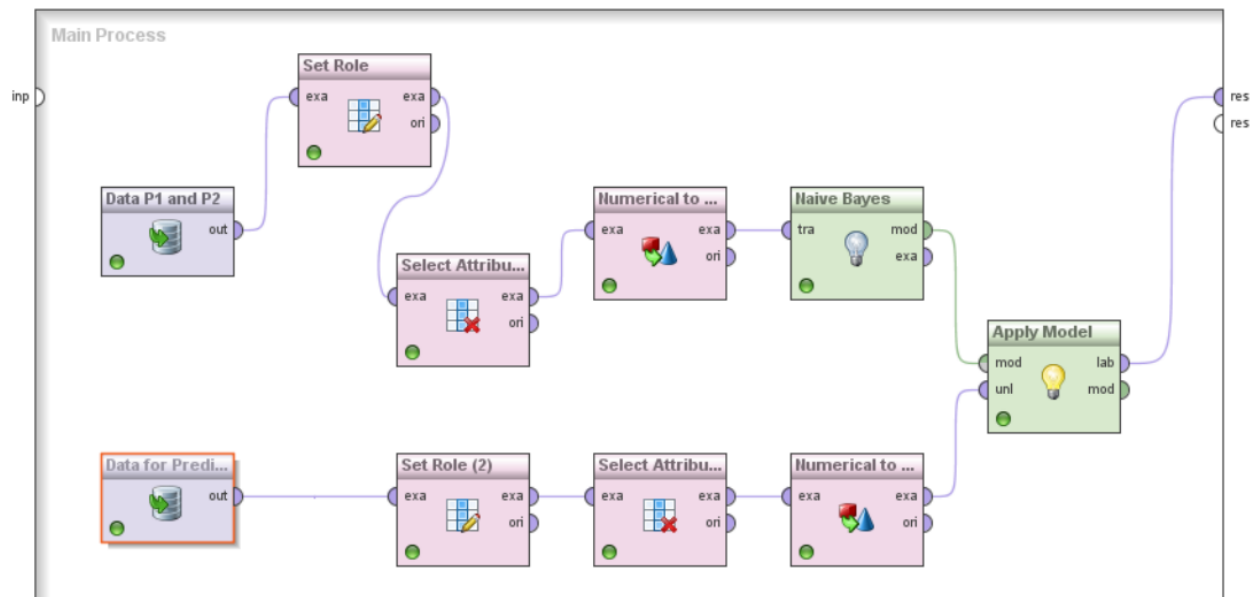 Main Process
Set Role
inp
exa
exa
res
ori
res
Data P1 and P2
out
Numerical to ...
exa
exa
ori
Naive Bayes
tra
mod
exa
Select Attribu...
exa
exa
ori
Apply Model
mod
lab
unl
mod
Data for Predi...
out
Set Role (2)
exa
exa
ori
Select Attribu...
exa
exa
ori
Numerical to ...
exa
exa
ori